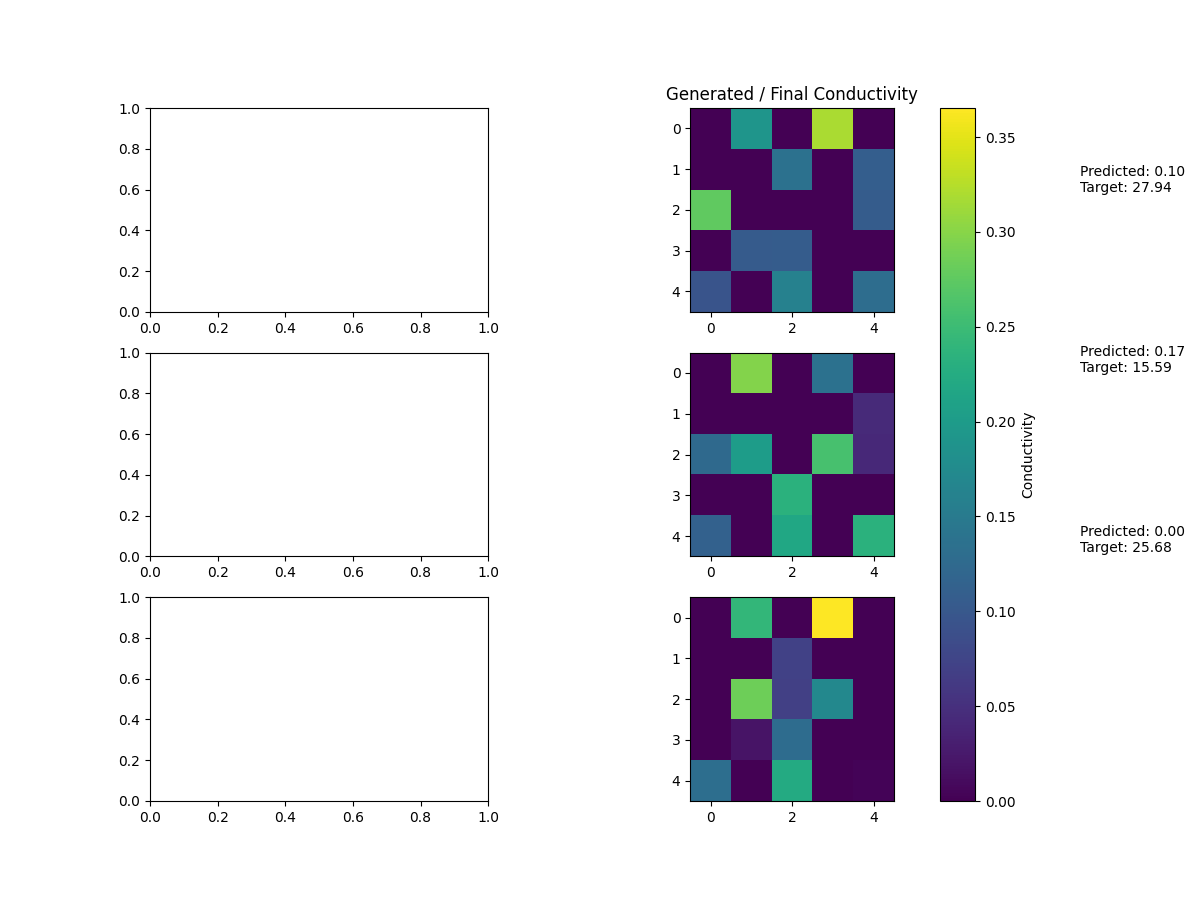 Generated / Final Conductivity
1.0
0.8
0.6
0.4
0.2
0.0
0.0 0.2 0.4 0.6 0.8 1.0
0
1
2
3
4
0 2 4
Predicted: 0.10
Target: 27.94
1.0
0.8
0.6
0.4
0.2
0.0
0.0 0.2 0.4 0.6 0.8 1.0
0
1
2
3
4
0 2 4
Predicted: 0.17
Target: 15.59
1.0
0.8
0.6
0.4
0.2
0.0
0.0 0.2 0.4 0.6 0.8 1.0
0
1
2
3
4
0 2 4
Predicted: 0.00
Target: 25.68
0.35
0.30
0.25
0.20
0.15
0.10
0.05
0.00
Conductivity